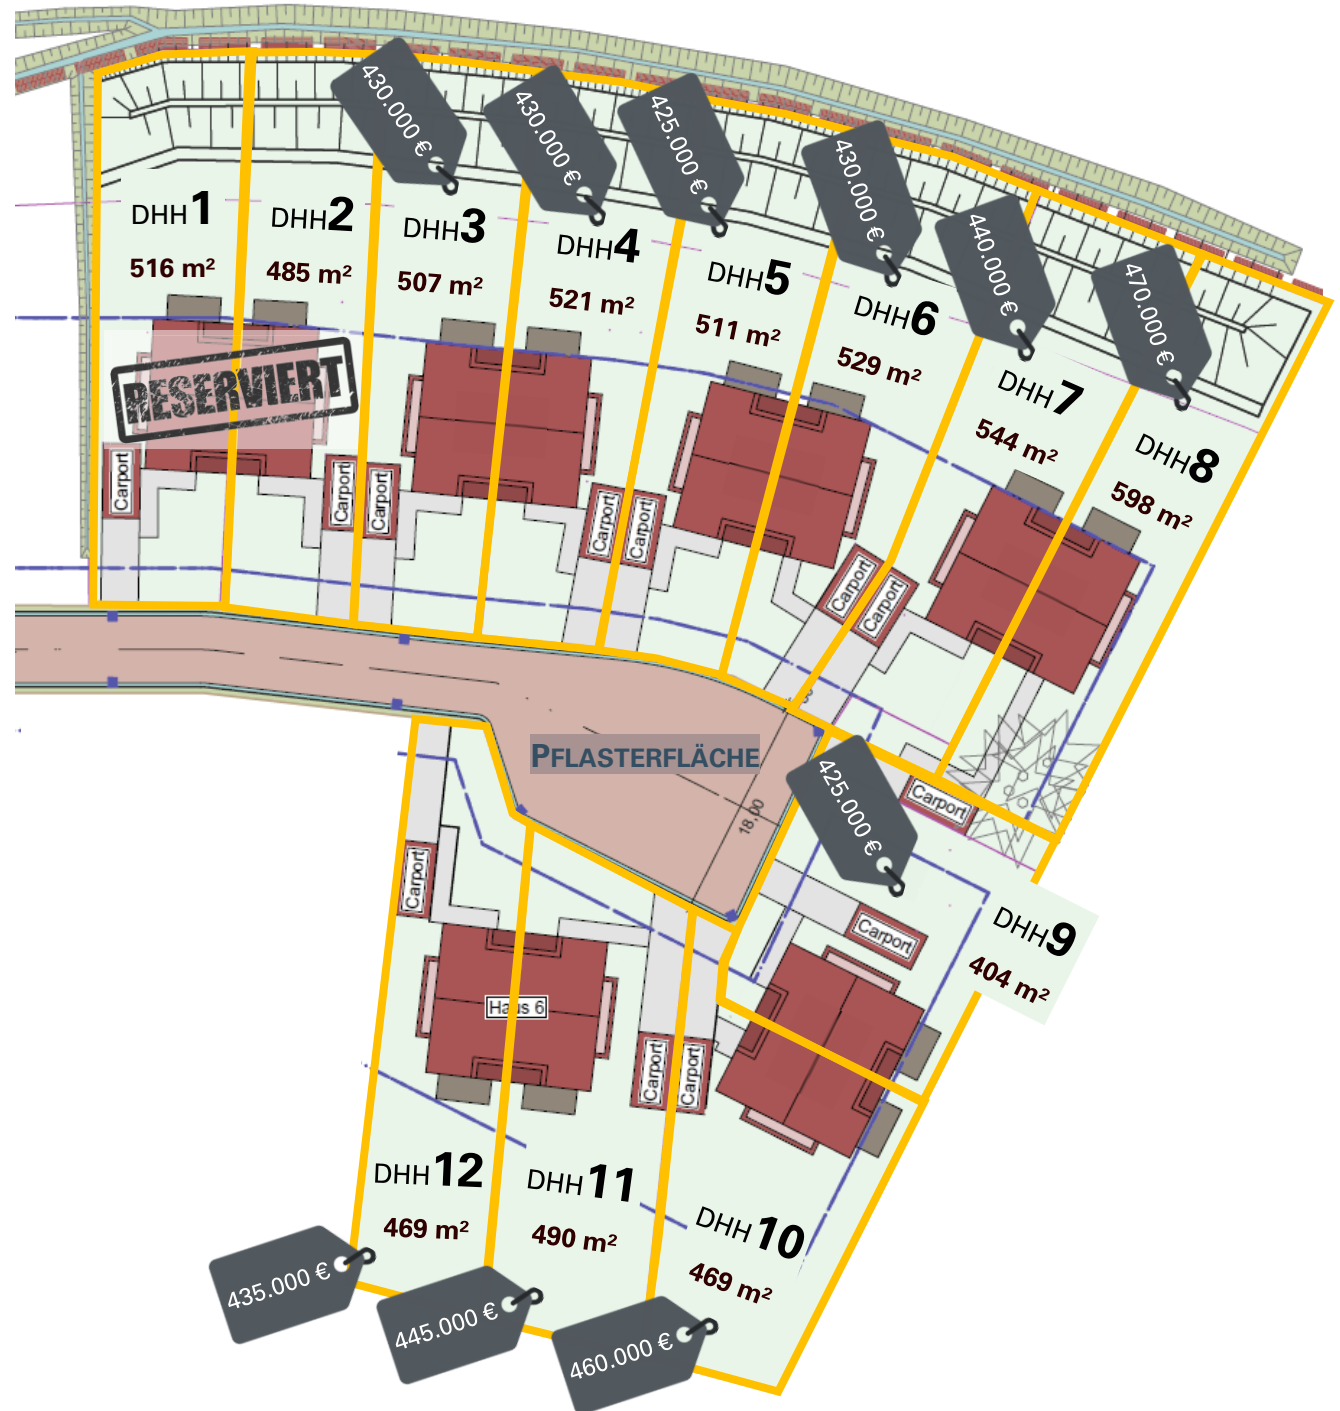 430.000 €
430.000 €
425.000 €
430.000 €
440.000 €
470.000 €
DHH1
516 m²
DHH2
485 m²
DHH3
507 m²
DHH4
521 m²
DHH5
511 m²
DHH6
529 m²
DHH7
544 m²
DHH8
598 m²
RESERVIERT
Carport
Carport
Carport
Carport
Carport
Carport
Carport
PFLASTERFLÄCHE
18,00
425.000 €
Carport
Carport
DHH9
404 m²
Carport
Haus 6
Carport
Carport
DHH12
469 m²
DHH11
490 m²
DHH10
469 m²
435.000 €
445.000 €
460.000 €